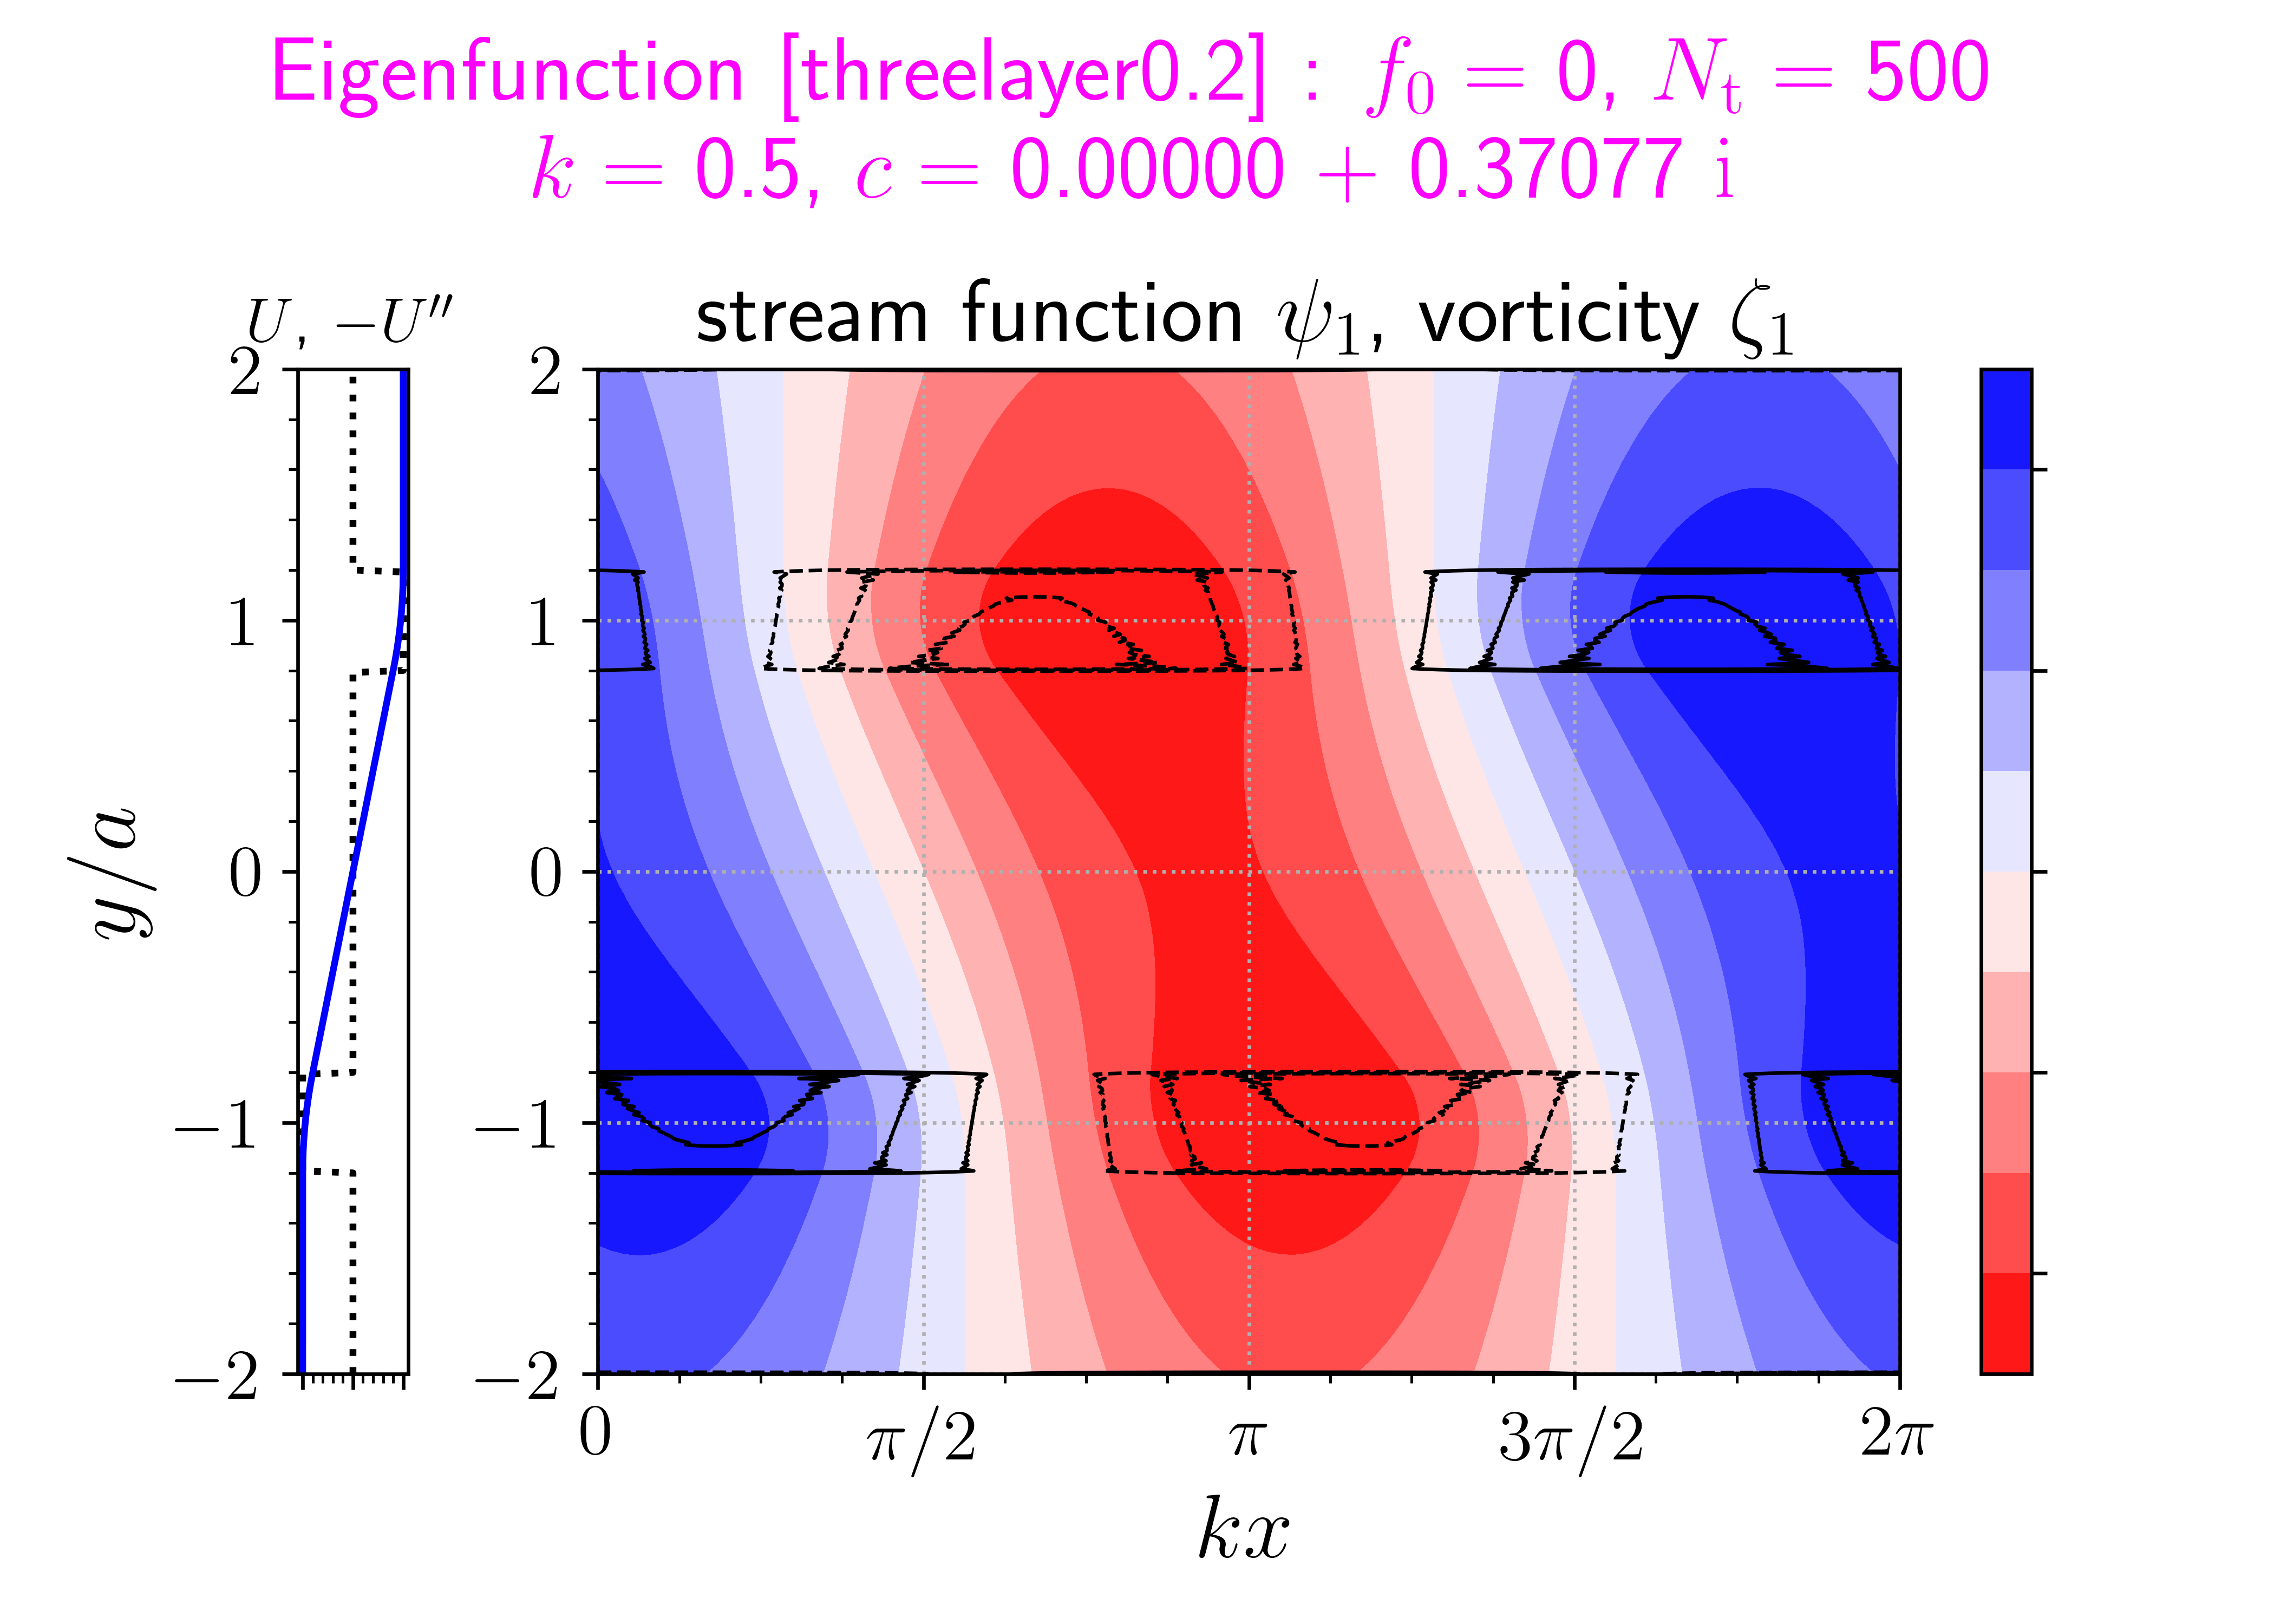 Eigenfunction [threelayer0.2] : f₀ = 0, Nₜ = 500
k = 0.5, c = 0.00000 + 0.37077 i
U, −U″
stream function ψ₁, vorticity ζ₁
y/a
2
1
0
−1
−2
2
1
0
−1
−2
0
π/2
π
3π/2
2π
kx